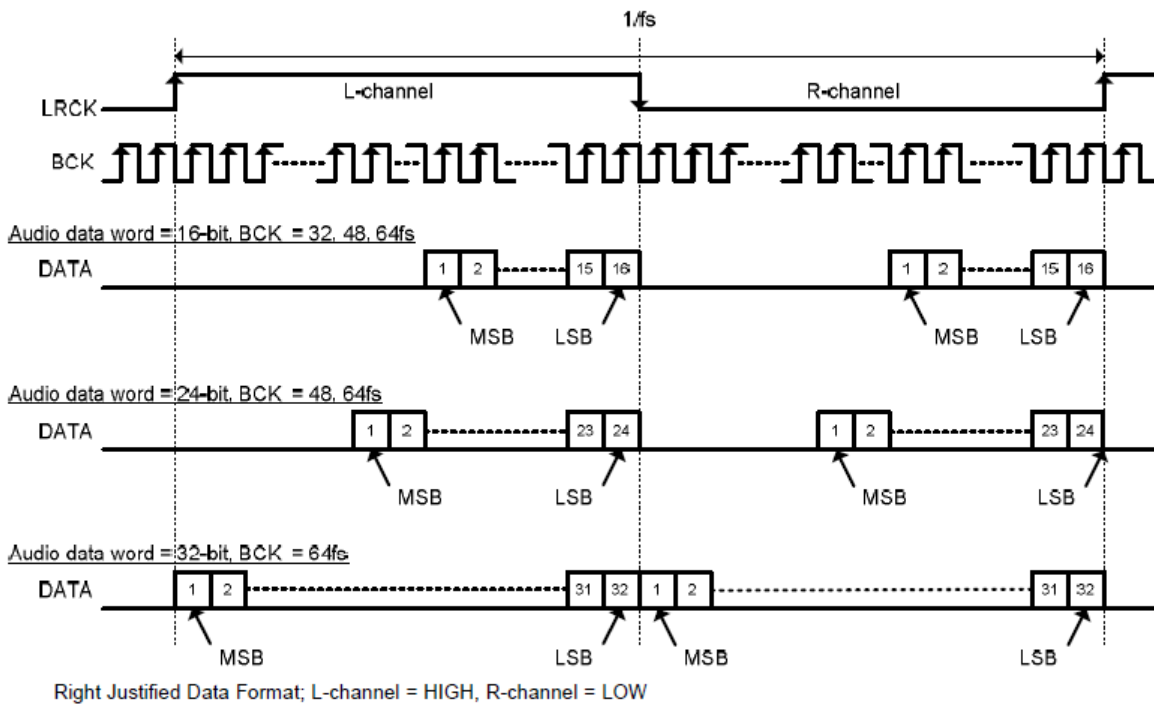 1/fs
LRCK L-channel R-channel
BCK
Audio data word = 16-bit, BCK = 32, 48, 64fs
DATA 1 2 15 16 1 2 15 16
MSB LSB MSB LSB
Audio data word = 24-bit, BCK = 48, 64fs
DATA 1 2 23 24 1 2 23 24
MSB LSB MSB LSB
Audio data word = 32-bit, BCK = 64fs
DATA 1 2 31 32 1 2 31 32
MSB LSB MSB LSB
Right Justified Data Format; L-channel = HIGH, R-channel = LOW